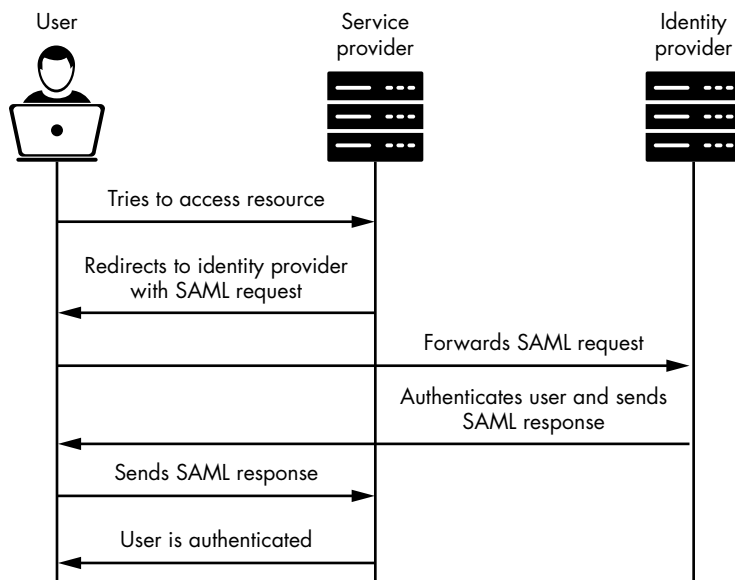 User
Service
provider
Identity
provider
Tries to access resource
Redirects to identity provider
with SAML request
Forwards SAML request
Authenticates user and sends
SAML response
Sends SAML response
User is authenticated